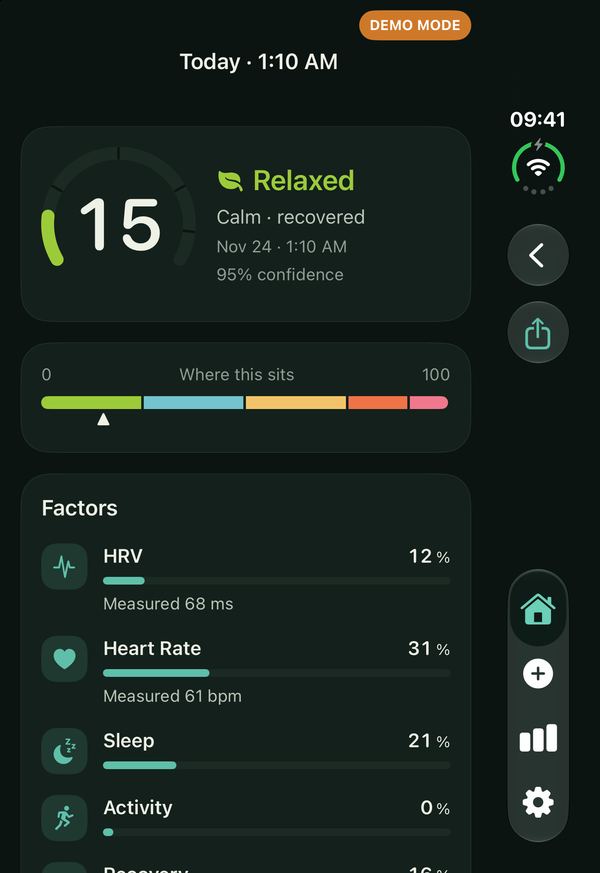 DEMO MODE
Today · 1:10 AM
09:41
15
Relaxed
Calm · recovered
Nov 24 · 1:10 AM
95% confidence
0 Where this sits 100
Factors
HRV 12 %
Measured 68 ms
Heart Rate 31 %
Measured 61 bpm
Sleep 21 %
Activity 0 %
Recovery 16 %